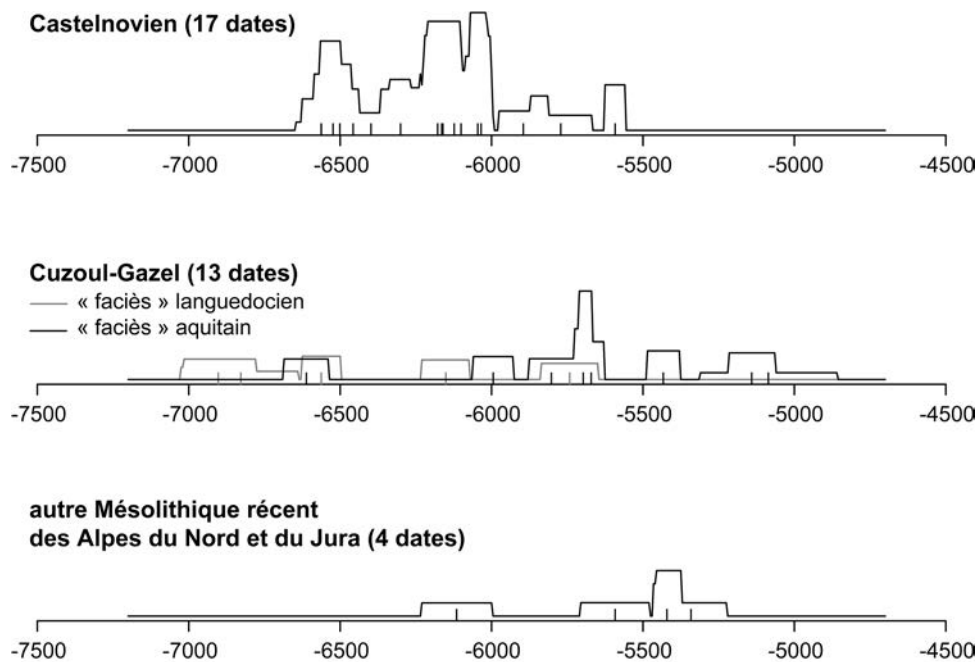 Castelnovien (17 dates)
-7500 -7000 -6500 -6000 -5500 -5000 -4500
Cuzoul-Gazel (13 dates)
« faciès » languedocien
« faciès » aquitain
-7500 -7000 -6500 -6000 -5500 -5000 -4500
autre Mésolithique récent
des Alpes du Nord et du Jura (4 dates)
-7500 -7000 -6500 -6000 -5500 -5000 -4500